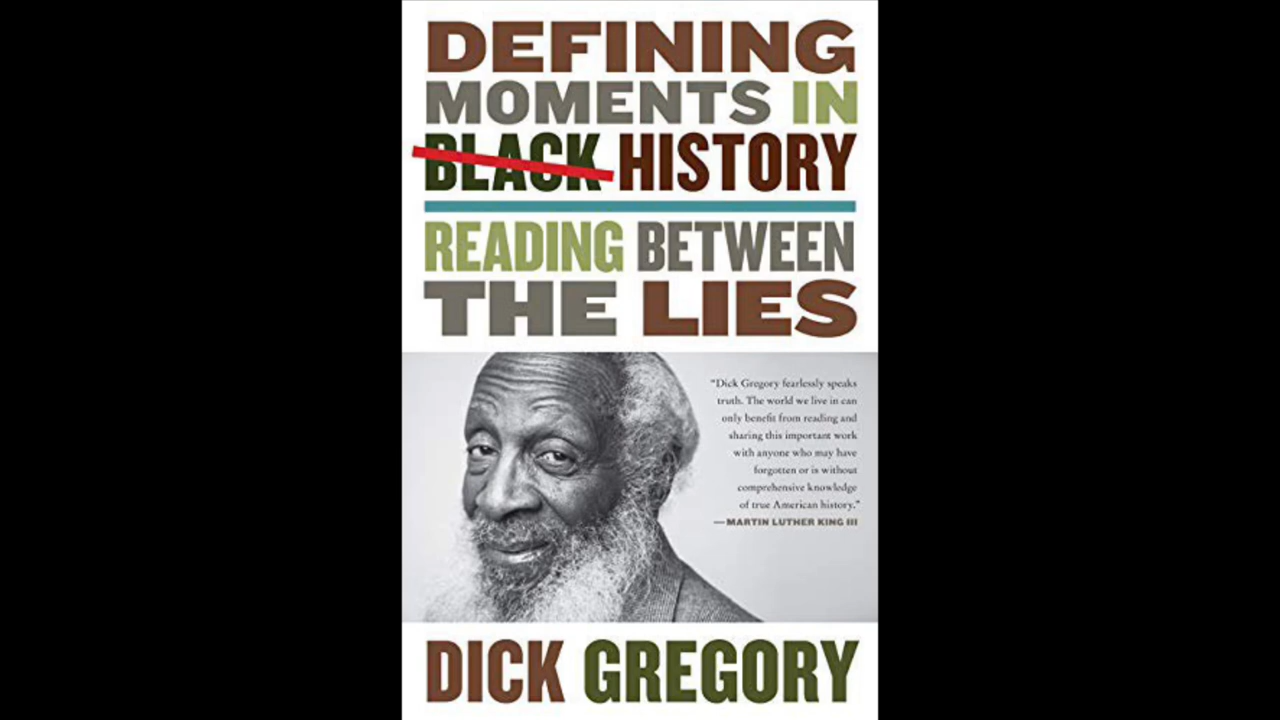 DEFINING
MOMENTS IN
BLACK HISTORY
READING BETWEEN
THE LIES
"Dick Gregory fearlessly speaks
truth. The world we live in can
only benefit from reading and
sharing this important work
with anyone who may have
forgotten or is without
comprehensive knowledge
of true American history."
—MARTIN LUTHER KING III
DICK GREGORY